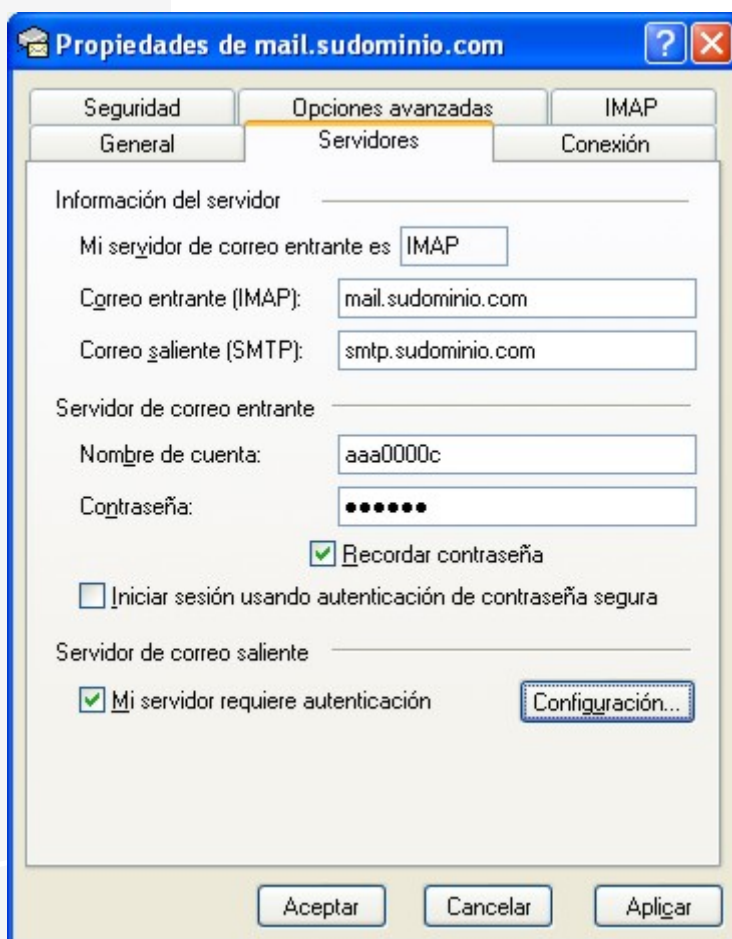 Propiedades de mail.sudominio.com
Seguridad Opciones avanzadas IMAP
General Servidores Conexión
Información del servidor
Mi servidor de correo entrante es IMAP
Correo entrante (IMAP): mail.sudominio.com
Correo saliente (SMTP): smtp.sudominio.com
Servidor de correo entrante
Nombre de cuenta: aaa0000c
Contraseña: ●●●●●●
Recordar contraseña
Iniciar sesión usando autenticación de contraseña segura
Servidor de correo saliente
Mi servidor requiere autenticación Configuración...
Aceptar Cancelar Aplicar